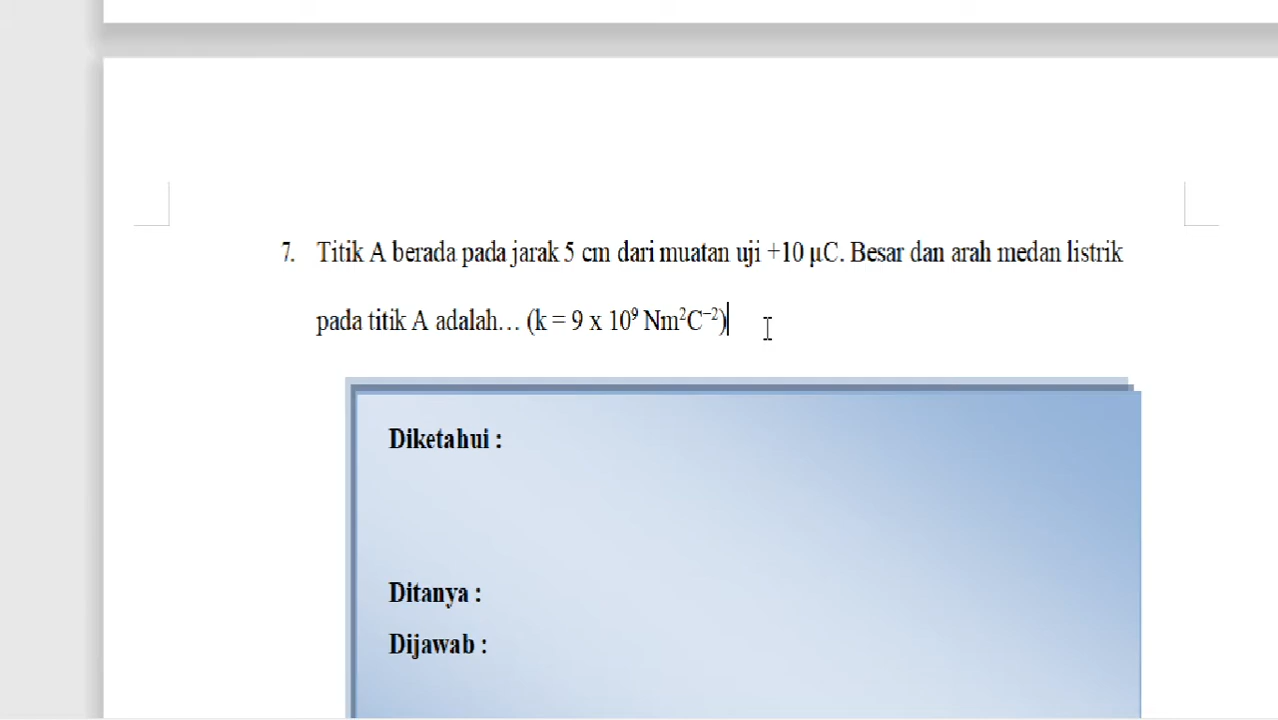 7. Titik A berada pada jarak 5 cm dari muatan uji +10 μC. Besar dan arah medan listrik
pada titik A adalah… (k = 9 x 10⁹ Nm²C⁻²)
Diketahui :
Ditanya :
Dijawab :